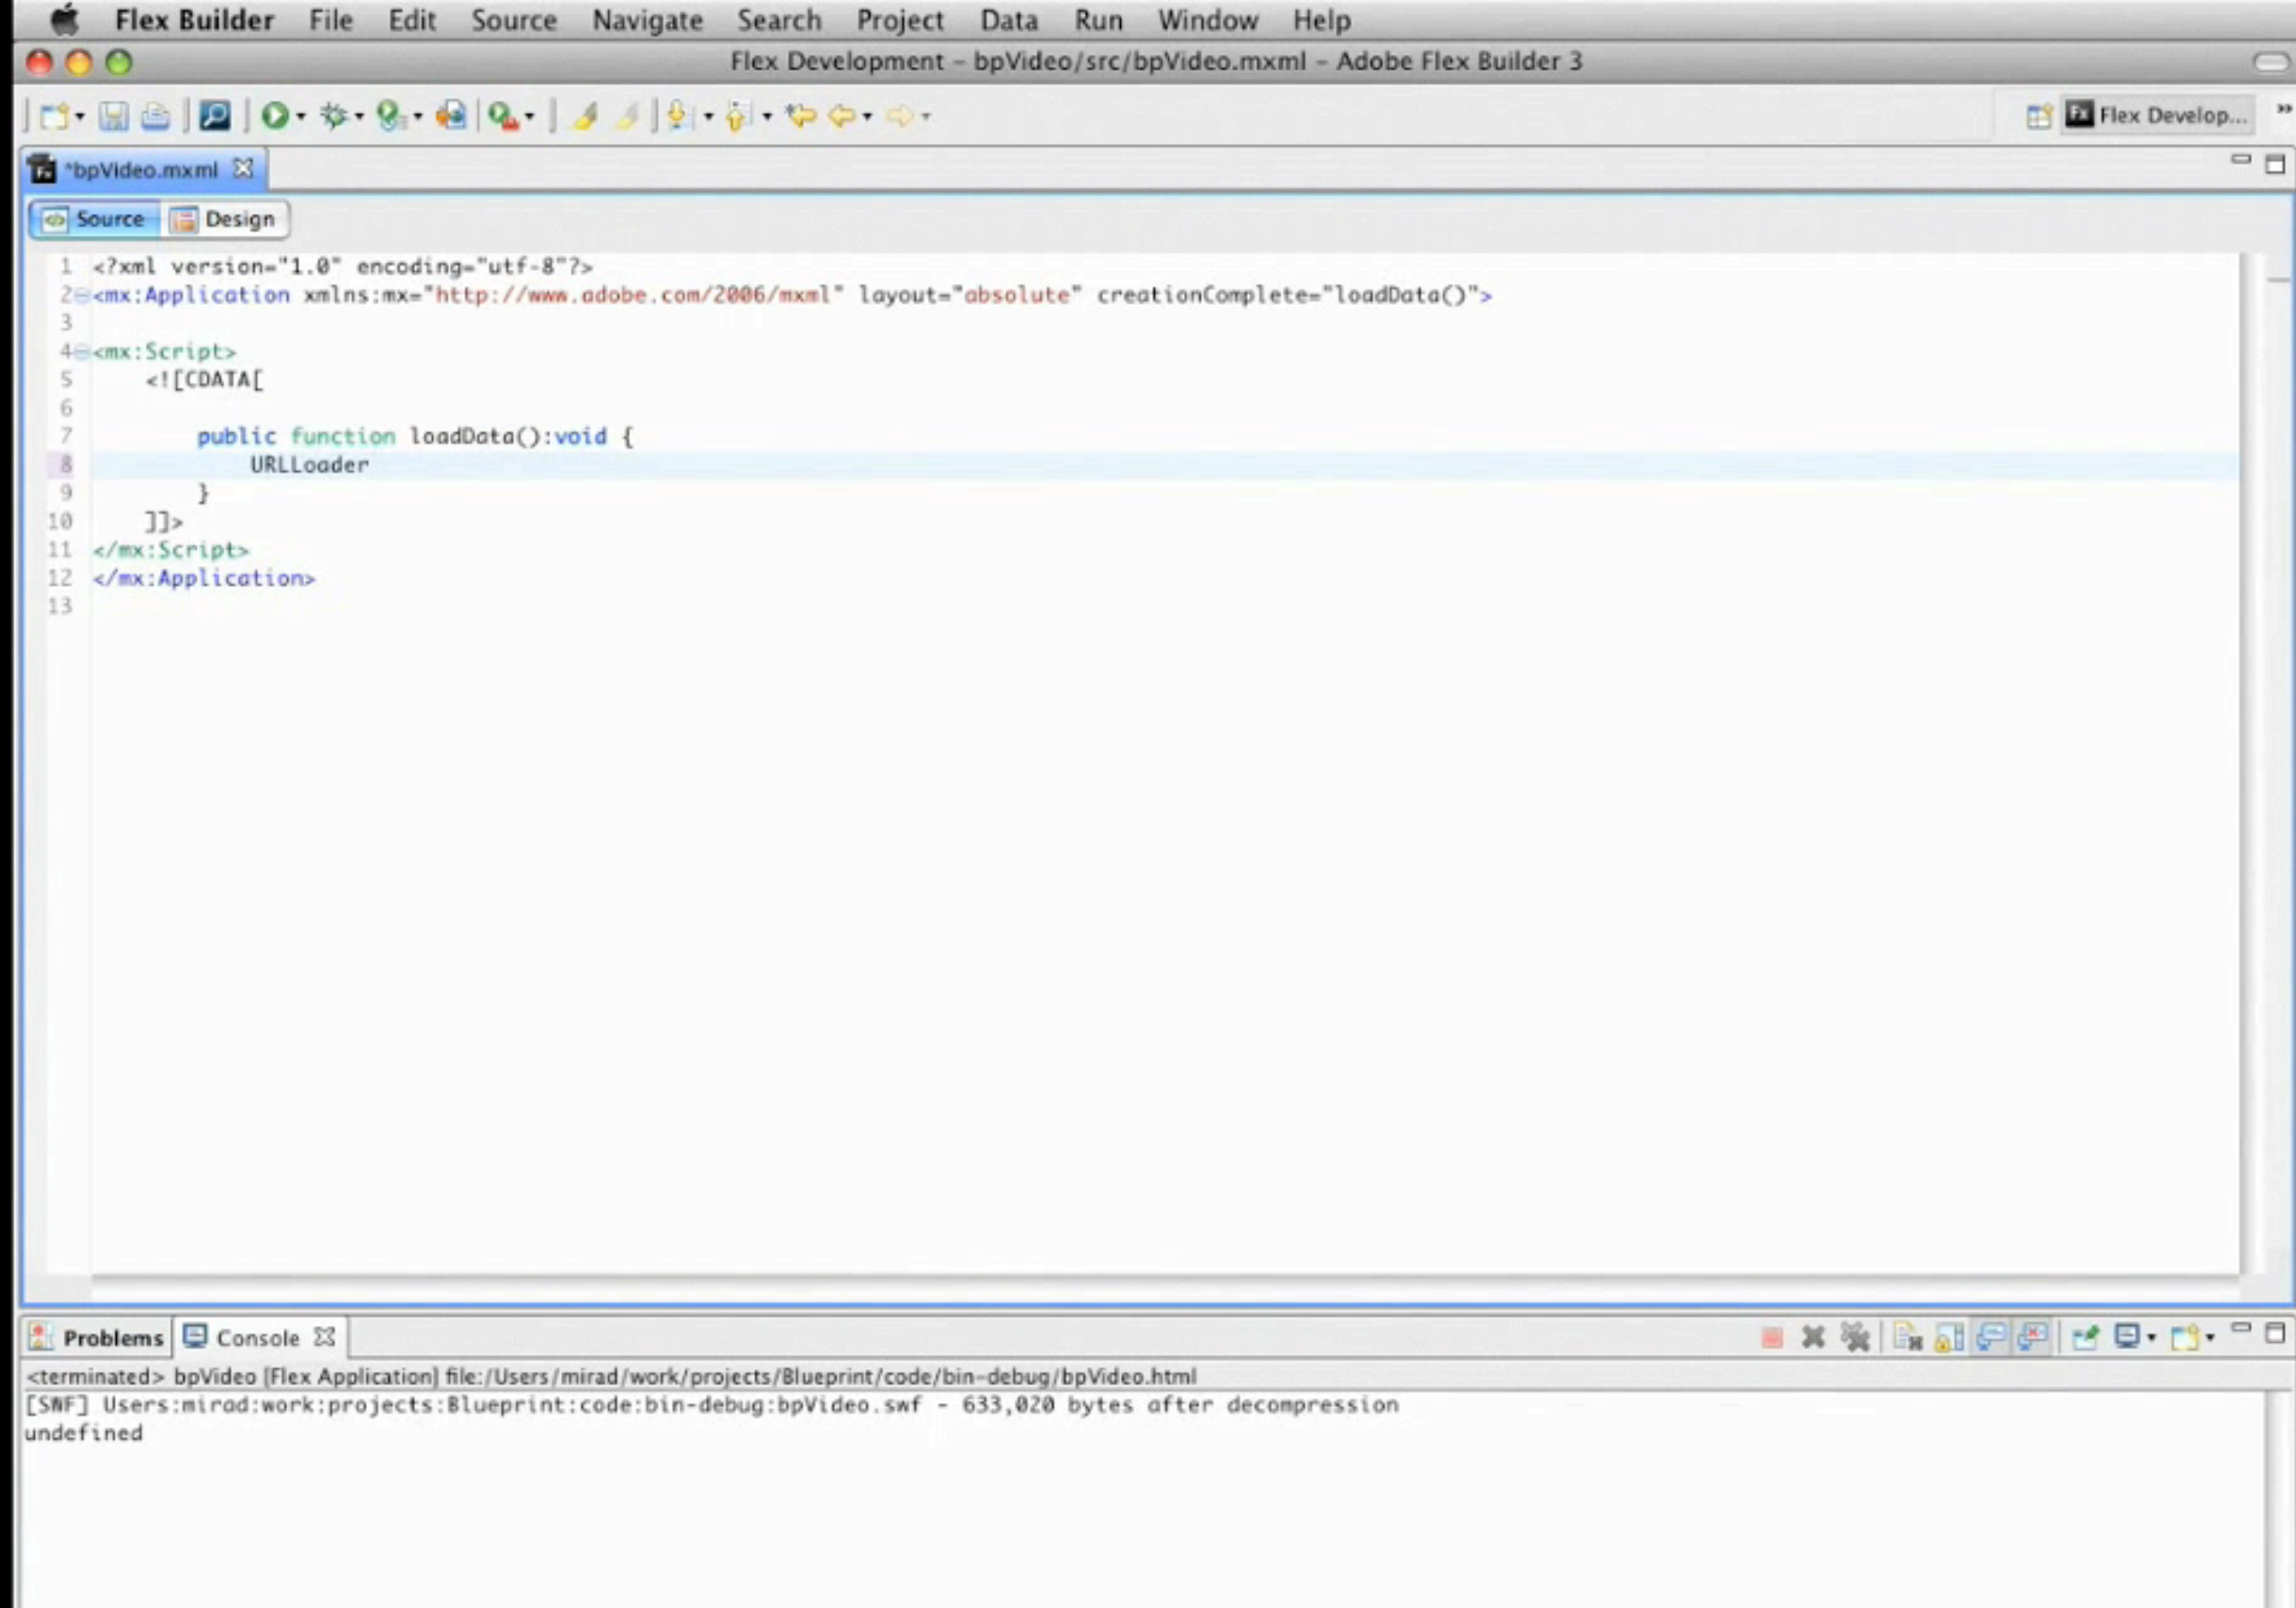 Flex Builder File Edit Source Navigate Search Project Data Run Window Help
Flex Development – bpVideo/src/bpVideo.mxml – Adobe Flex Builder 3
Fx Flex Develop... »
*bpVideo.mxml
Source Design
1 <?xml version="1.0" encoding="utf-8"?>
2 <mx:Application xmlns:mx="http://www.adobe.com/2006/mxml" layout="absolute" creationComplete="loadData()">
3
4 <mx:Script>
5 <![CDATA[
6
7 public function loadData():void {
8 URLLoader
9 }
10 ]]>
11 </mx:Script>
12 </mx:Application>
13
Problems Console
<terminated> bpVideo [Flex Application] file:/Users/mirad/work/projects/Blueprint/code/bin-debug/bpVideo.html
[SWF] Users:mirad:work:projects:Blueprint:code:bin-debug:bpVideo.swf - 633,020 bytes after decompression
undefined